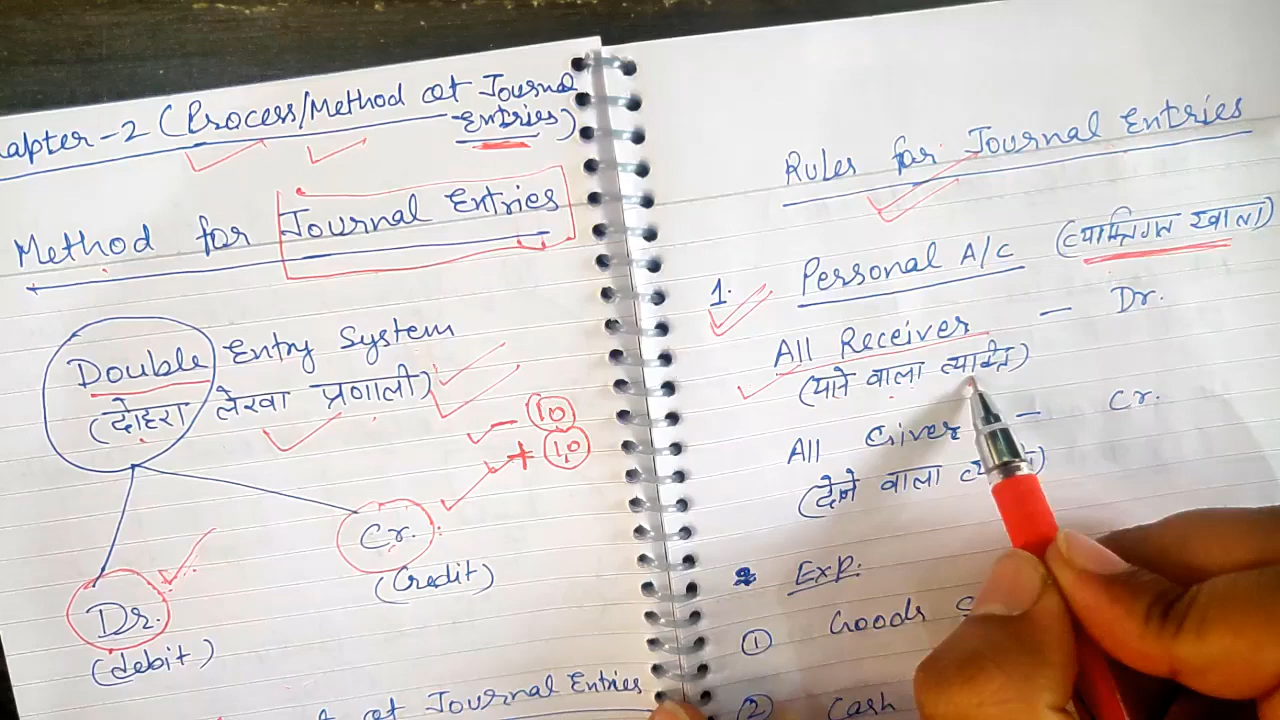 apter-2 (Process/Method at Journal
Entries)
Method for Journal Entries
Double Entry System
(दोहरा लेखा प्रणाली)
- 10
+ 10
Cr.
(Credit)
Dr.
(debit)
at Journal Entries
Rules for Journal Entries
1. Personal A/c (व्यक्तिगत खाता)
All Receiver - Dr.
(पाने वाला व्यक्ति)
All Giver - Cr.
(देने वाला
Exp.
① Goods
② Cash